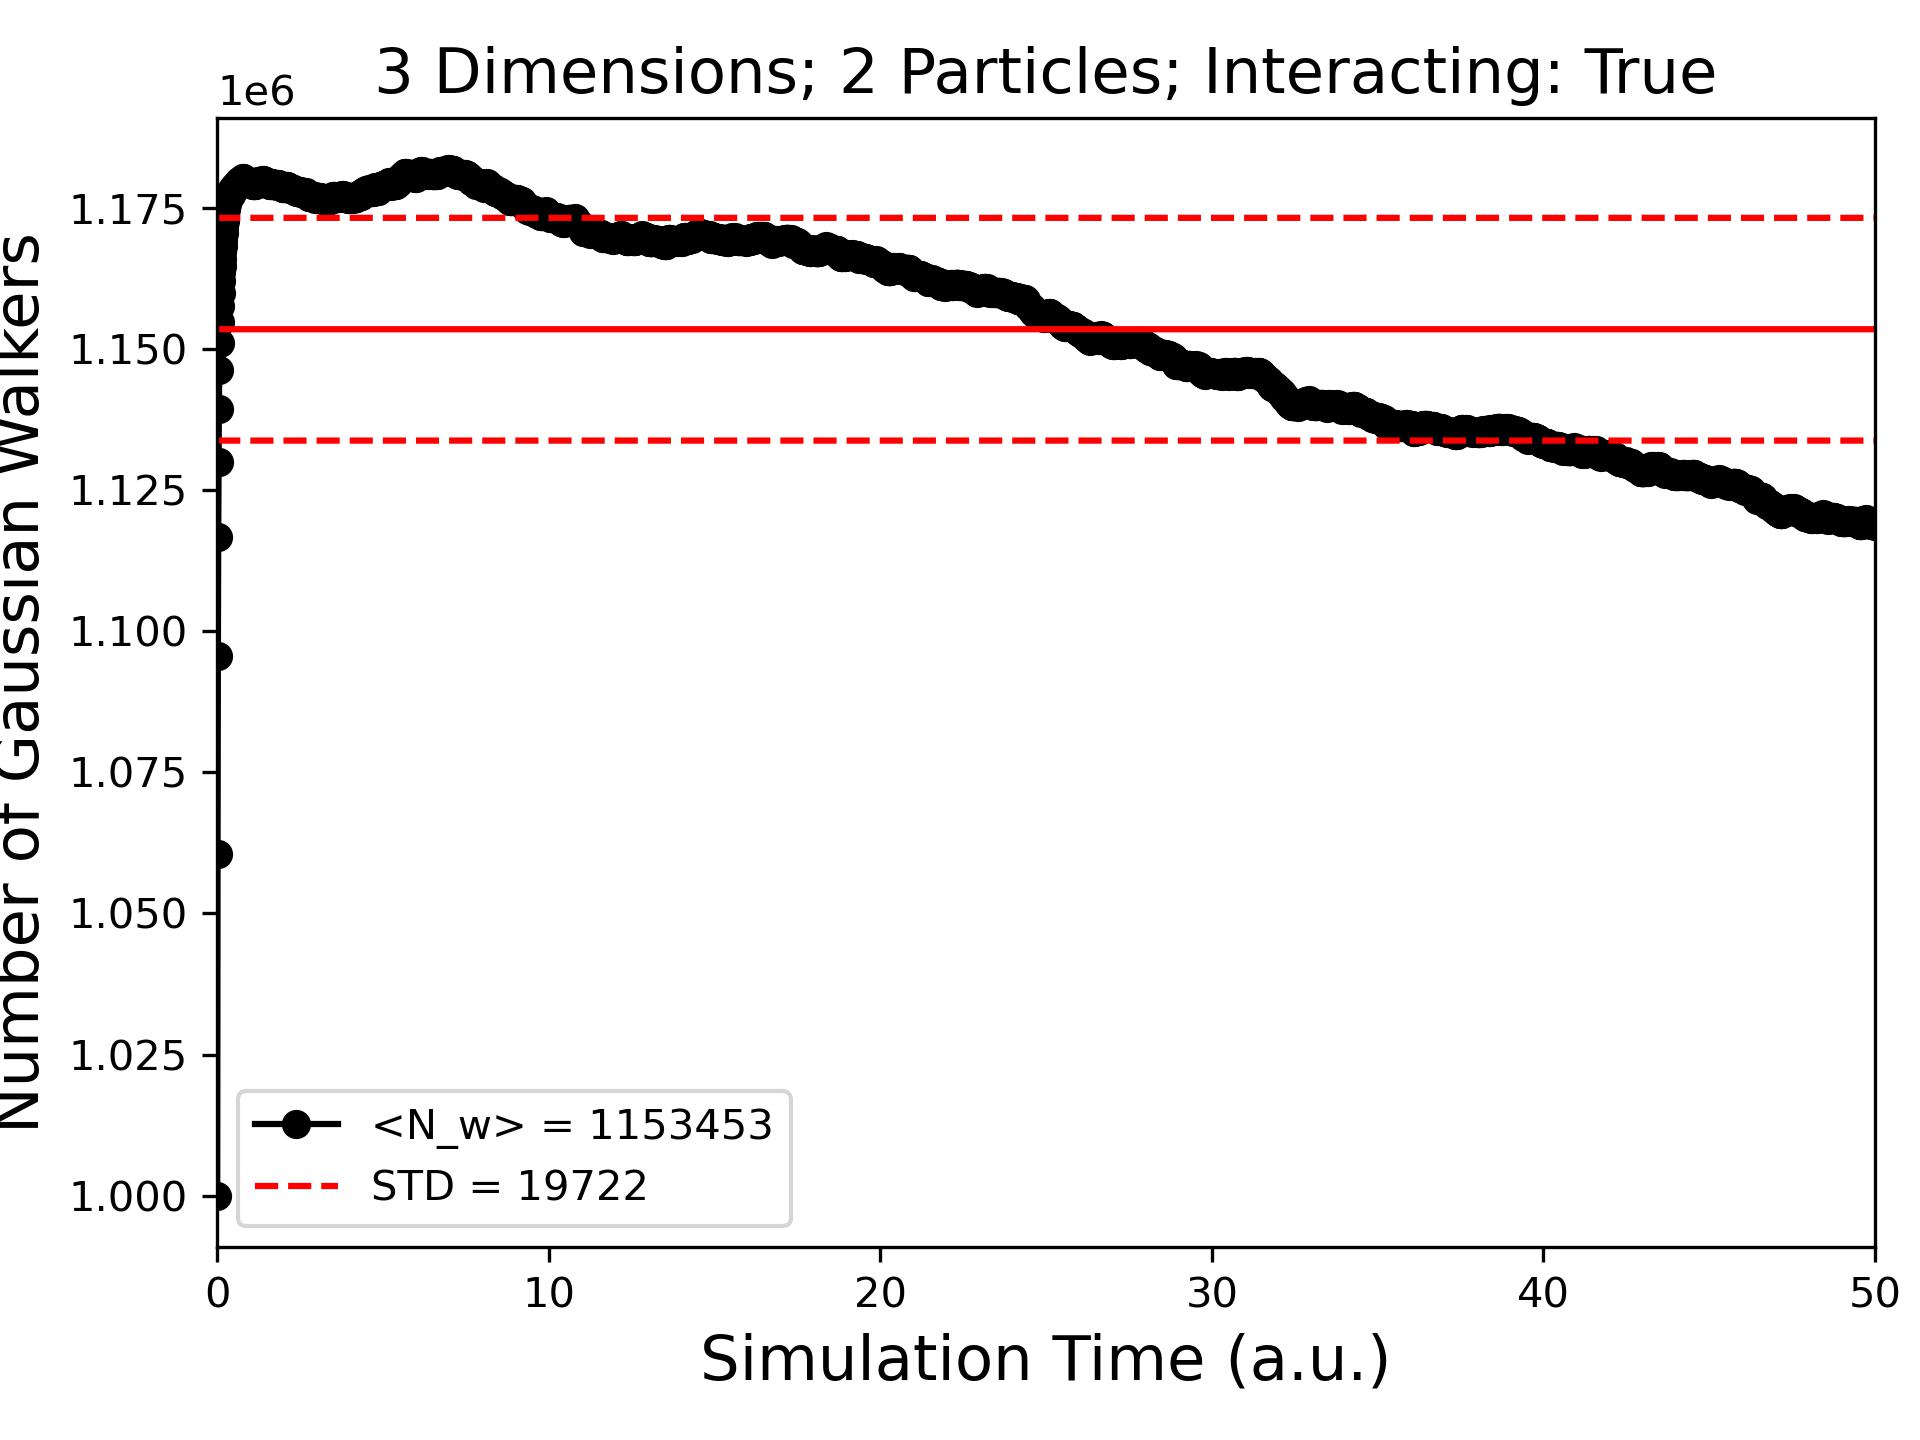 3 Dimensions; 2 Particles; Interacting: True
1e6
Number of Gaussian Walkers
1.175
1.150
1.125
1.100
1.075
1.050
1.025
1.000
<N_w> = 1153453
STD = 19722
0 10 20 30 40 50
Simulation Time (a.u.)